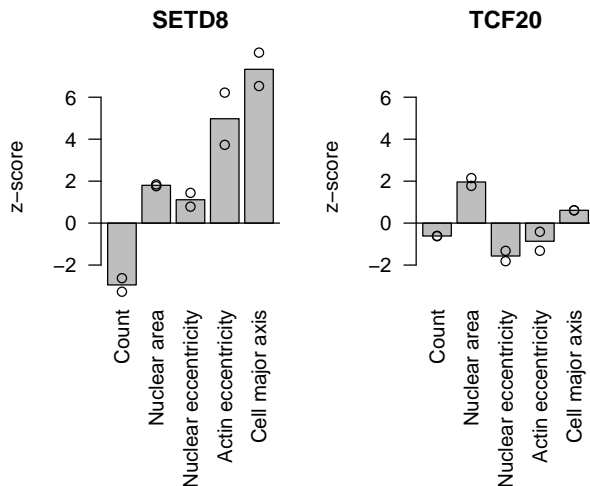 SETD8
z−score
6
4
2
0
−2
Count
Nuclear area
Nuclear eccentricity
Actin eccentricity
Cell major axis
TCF20
z−score
6
4
2
0
−2
Count
Nuclear area
Nuclear eccentricity
Actin eccentricity
Cell major axis